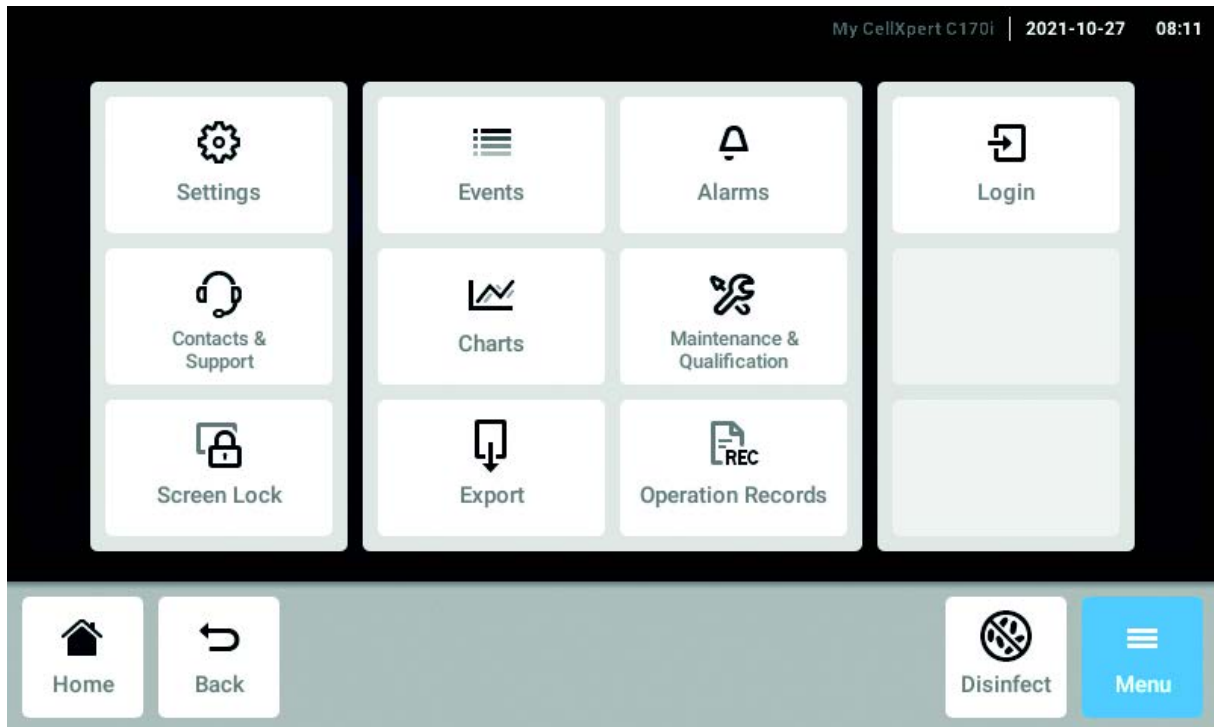 My CellXpert C170i | 2021-10-27 08:11
Settings
Events
Alarms
Login
Contacts &
Support
Charts
Maintenance &
Qualification
Screen Lock
Export
REC
Operation Records
Home
Back
Disinfect
Menu